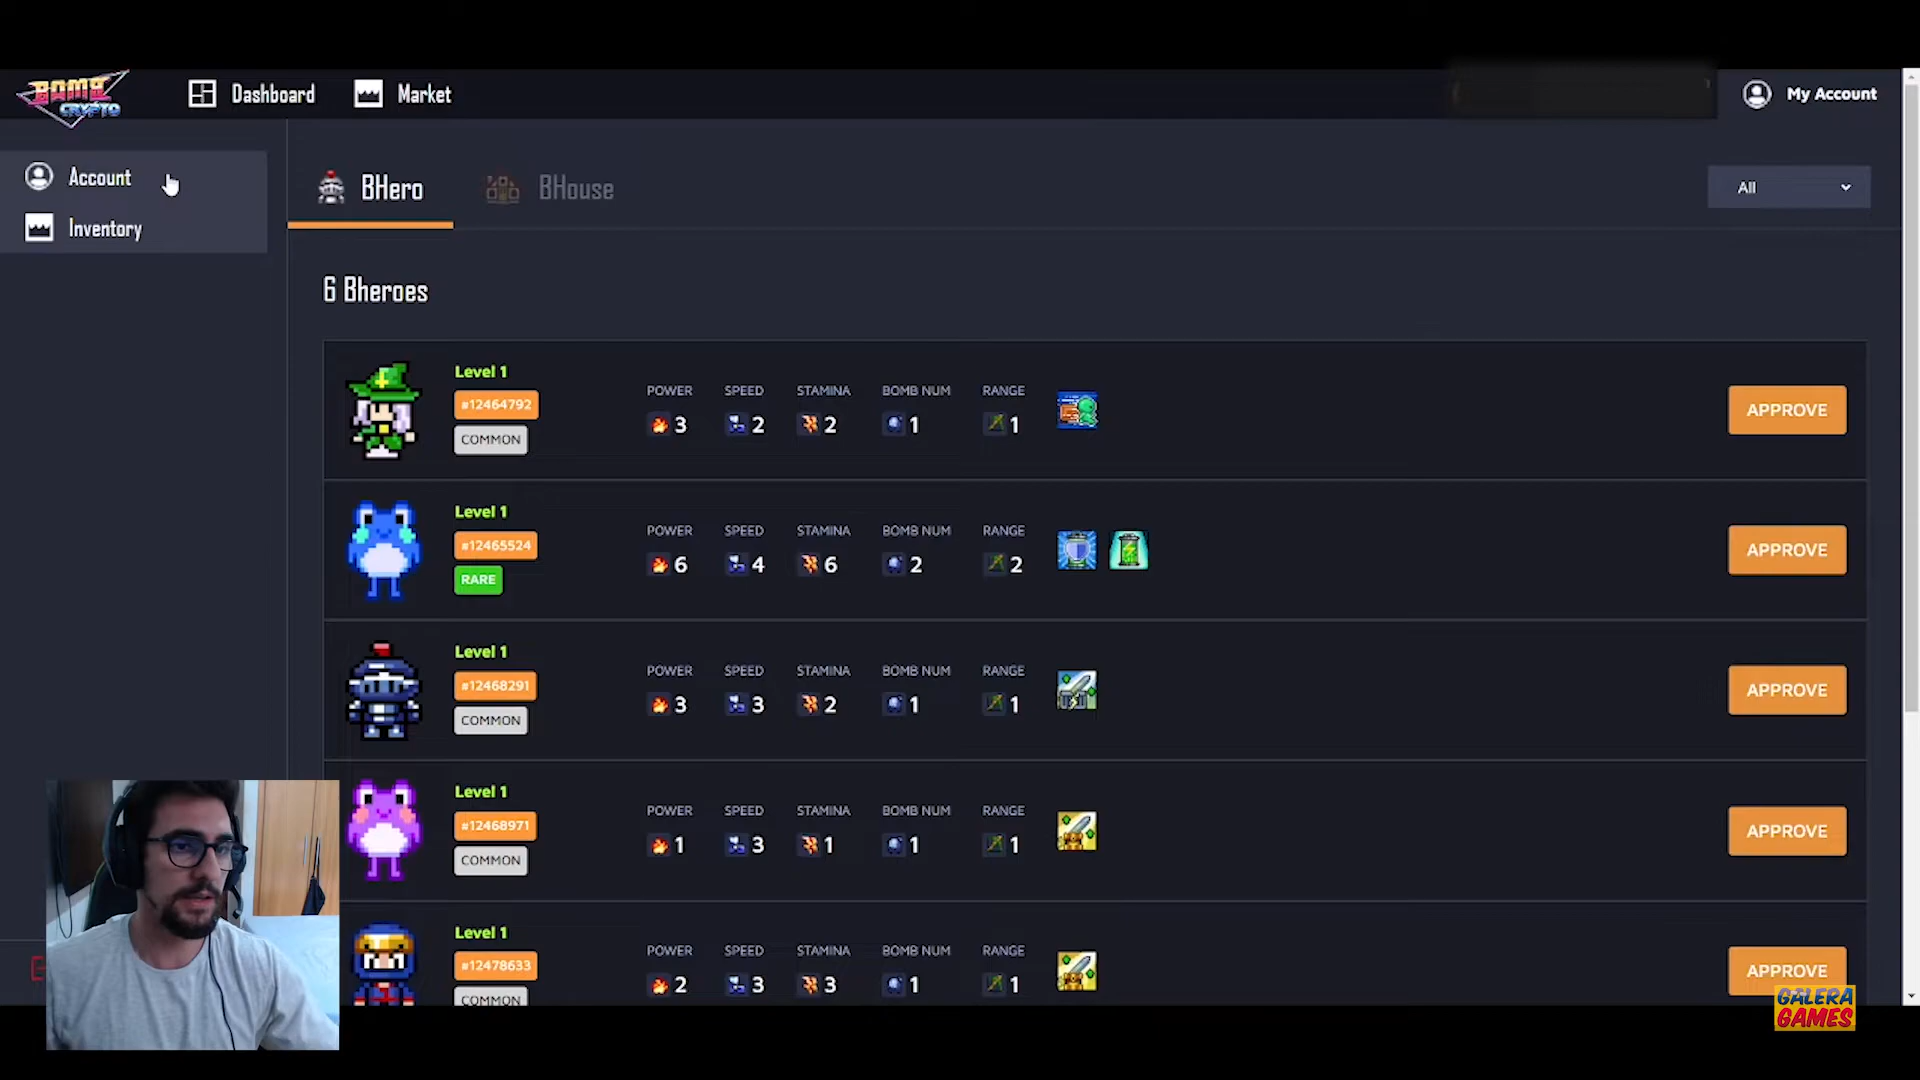 BOMB
CRYPTO
Dashboard
Market
My Account
Account
Inventory
BHero
BHouse
All
6 Bheroes
Level 1
#12464792
COMMON
POWER SPEED STAMINA BOMB NUM RANGE
3 2 2 1 1
APPROVE
Level 1
#12465524
RARE
POWER SPEED STAMINA BOMB NUM RANGE
6 4 6 2 2
APPROVE
Level 1
#12468291
COMMON
POWER SPEED STAMINA BOMB NUM RANGE
3 3 2 1 1
APPROVE
Level 1
#12468971
COMMON
POWER SPEED STAMINA BOMB NUM RANGE
1 3 1 1 1
APPROVE
Level 1
#12478633
COMMON
POWER SPEED STAMINA BOMB NUM RANGE
2 3 3 1 1
APPROVE
GALERA
GAMES